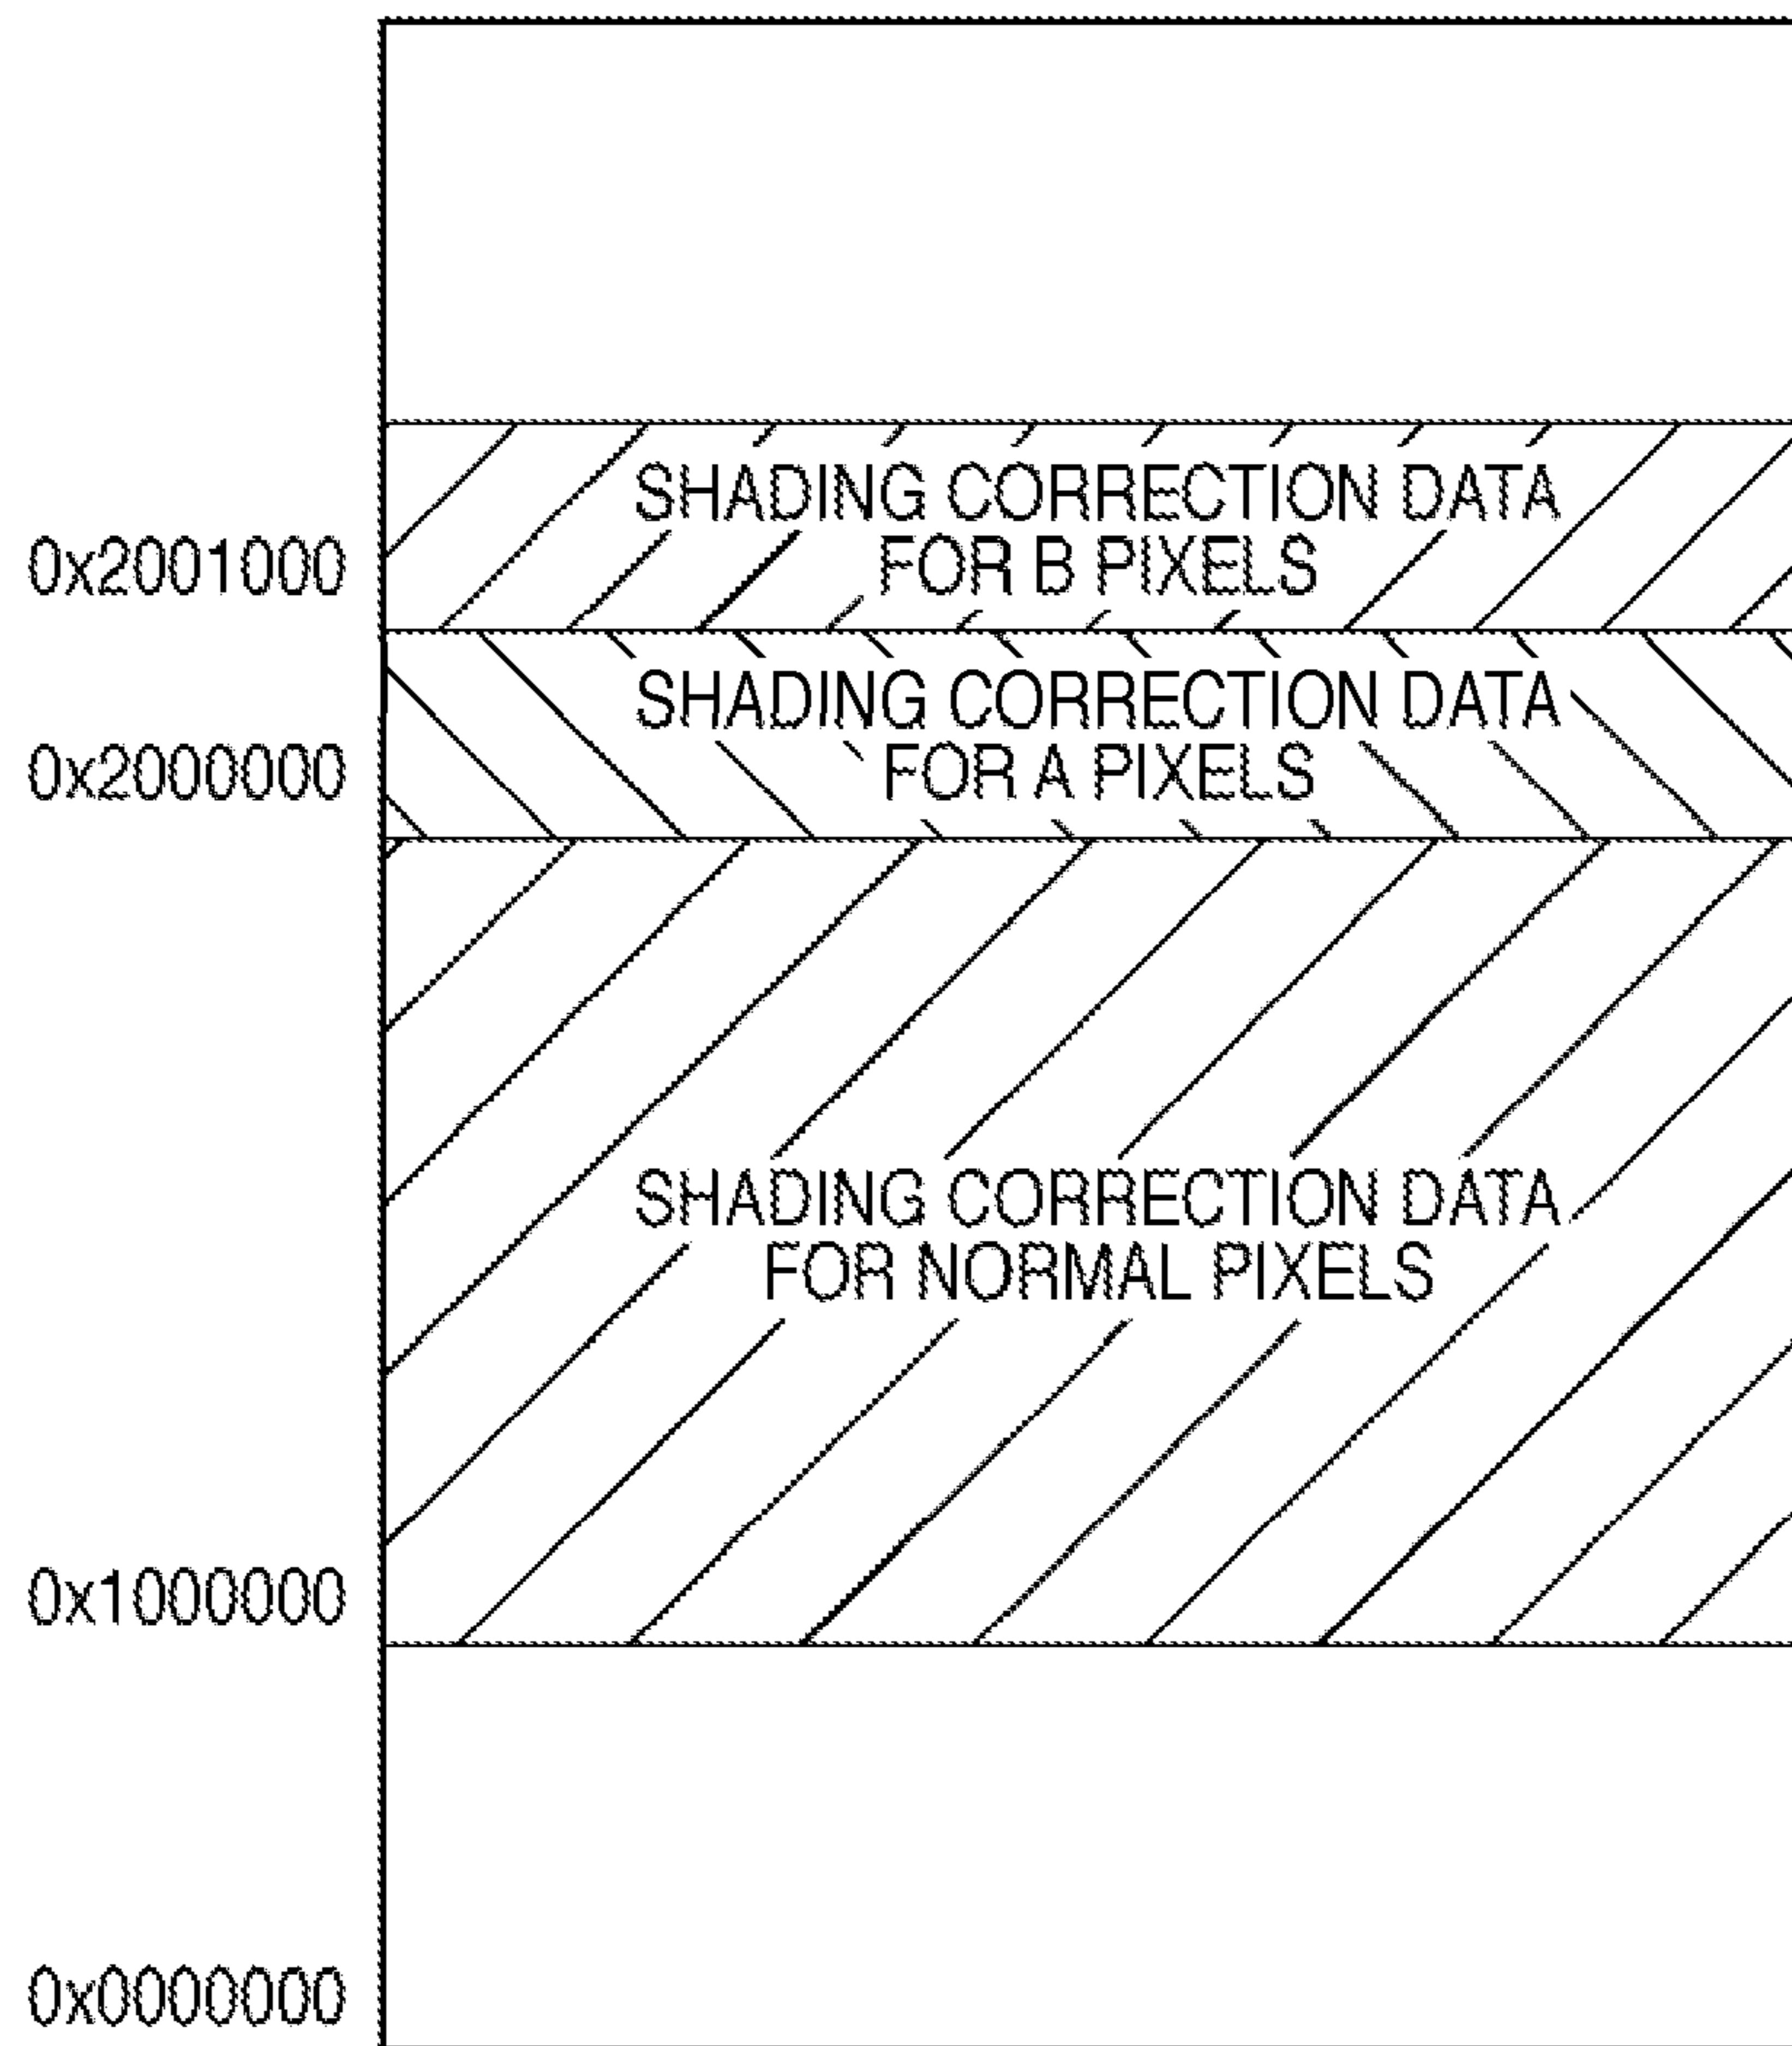 SHADING CORRECTION DATA
FOR B PIXELS
0x2001000
SHADING CORRECTION DATA
FOR A PIXELS
0x2000000
SHADING CORRECTION DATA
FOR NORMAL PIXELS
0x1000000
0x0000000